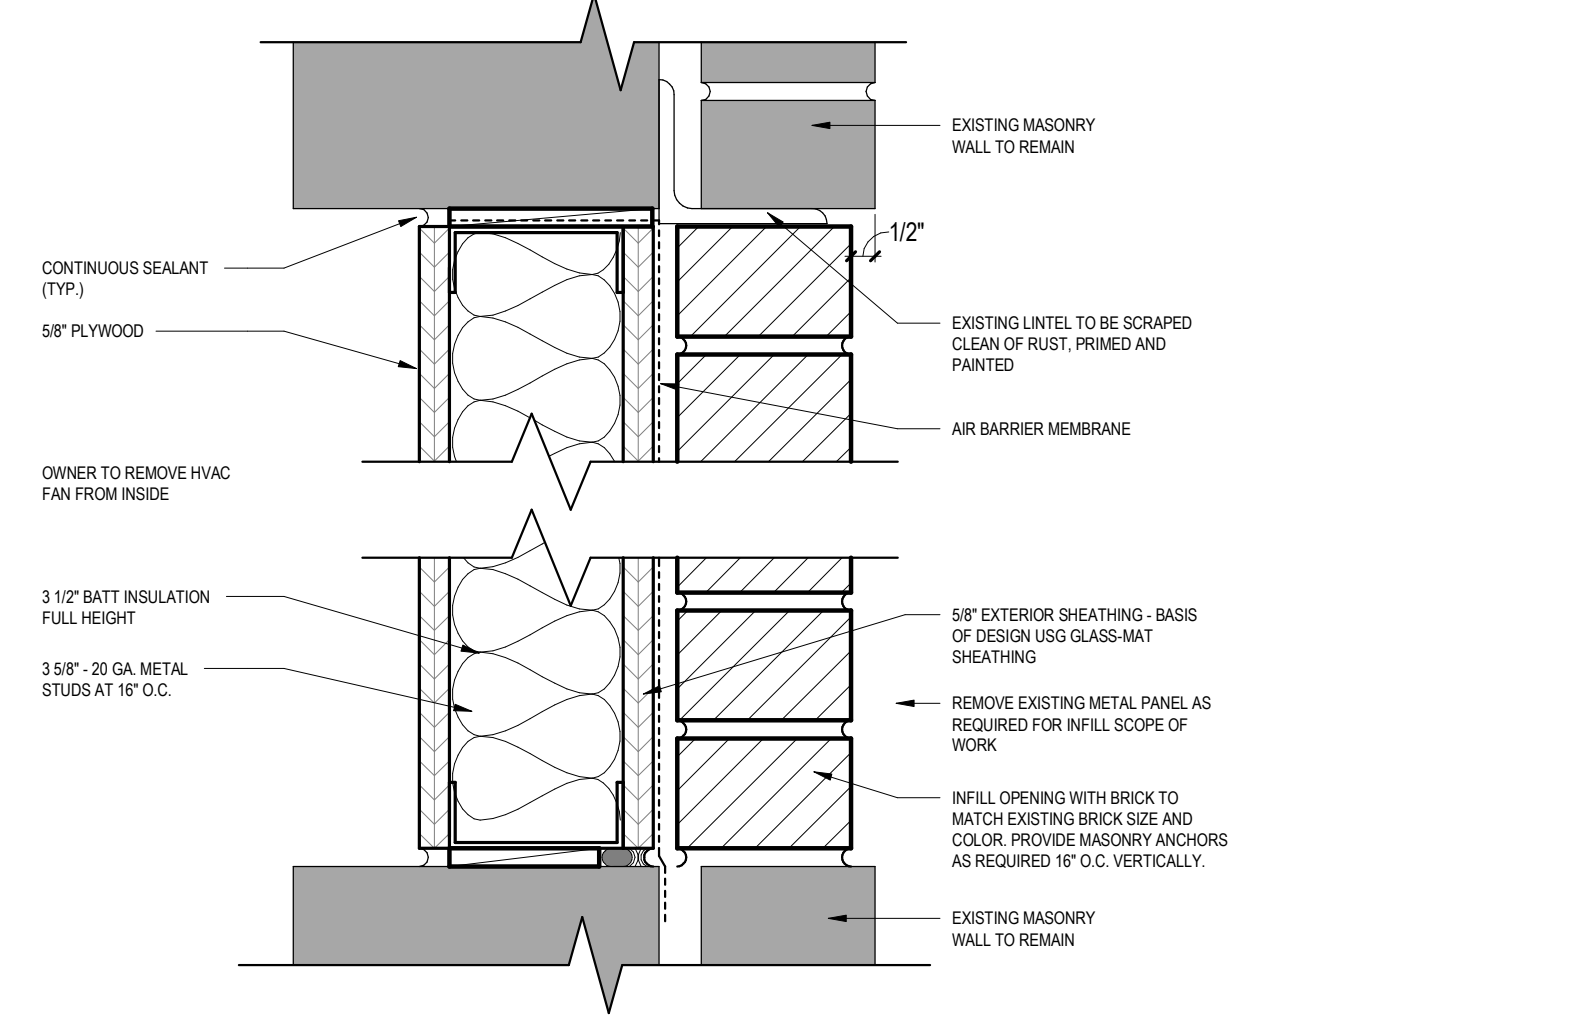 CONTINUOUS SEALANT
(TYP.)
5/8" PLYWOOD
OWNER TO REMOVE HVAC
FAN FROM INSIDE
3 1/2" BATT INSULATION
FULL HEIGHT
3 5/8" - 20 GA. METAL
STUDS AT 16" O.C.
EXISTING MASONRY
WALL TO REMAIN
1/2"
EXISTING LINTEL TO BE SCRAPED
CLEAN OF RUST, PRIMED AND
PAINTED
AIR BARRIER MEMBRANE
5/8" EXTERIOR SHEATHING - BASIS
OF DESIGN USG GLASS-MAT
SHEATHING
REMOVE EXISTING METAL PANEL AS
REQUIRED FOR INFILL SCOPE OF
WORK
INFILL OPENING WITH BRICK TO
MATCH EXISTING BRICK SIZE AND
COLOR. PROVIDE MASONRY ANCHORS
AS REQUIRED 16" O.C. VERTICALLY.
EXISTING MASONRY
WALL TO REMAIN